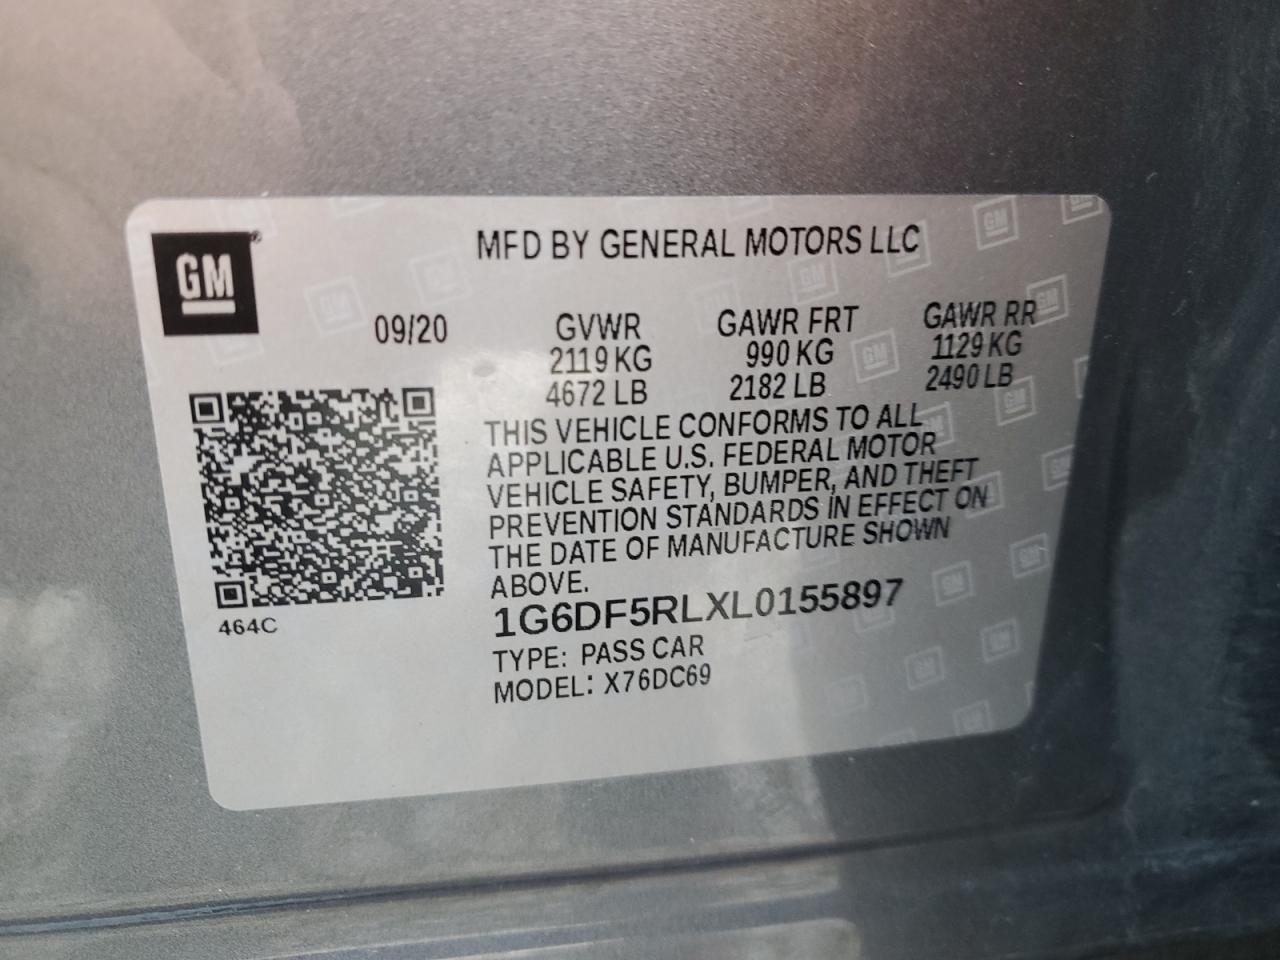 GM
MFD BY GENERAL MOTORS LLC
09/20
GVWR
2119 KG
4672 LB
GAWR FRT
990 KG
2182 LB
GAWR RR
1129 KG
2490 LB
THIS VEHICLE CONFORMS TO ALL
APPLICABLE U.S. FEDERAL MOTOR
VEHICLE SAFETY, BUMPER, AND THEFT
PREVENTION STANDARDS IN EFFECT ON
THE DATE OF MANUFACTURE SHOWN
ABOVE.
464C
1G6DF5RLXL0155897
TYPE: PASS CAR
MODEL: X76DC69